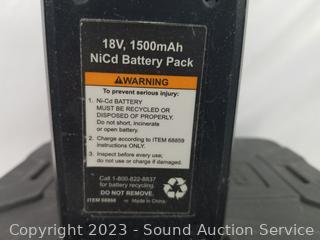 18V, 1500mAh
NiCd Battery Pack
WARNING
To prevent serious injury:
1. Ni-Cd BATTERY
MUST BE RECYCLED OR
DISPOSED OF PROPERLY.
Do not short, incinerate
or open battery.
2. Charge according to ITEM 68859
instructions ONLY.
3. Inspect before every use;
do not use or charge if damaged.
Call 1-800-822-8837
for battery recycling.
DO NOT REMOVE.
ITEM 68868 Made in China
Copyright 2023 - Sound Auction Service